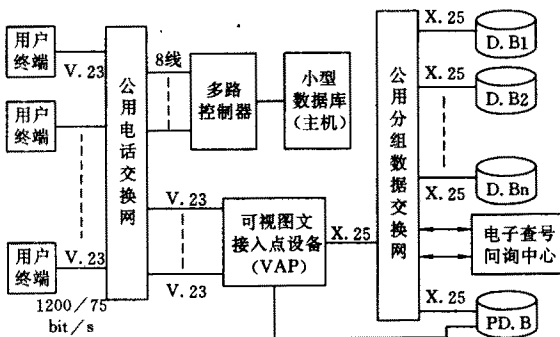 用户
终端
V.23
用户
终端
V.23
用户
终端
1200/75
bit/s
公用电话交换网
8线
多路
控制器
小型
数据库
(主机)
V.23
V.23
可视图文
接入点设备
(VAP)
X.25
公用分组数据交换网
X.25
D.B1
X.25
D.B2
X.25
D.Bn
电子查号
问询中心
X.25
PD.B